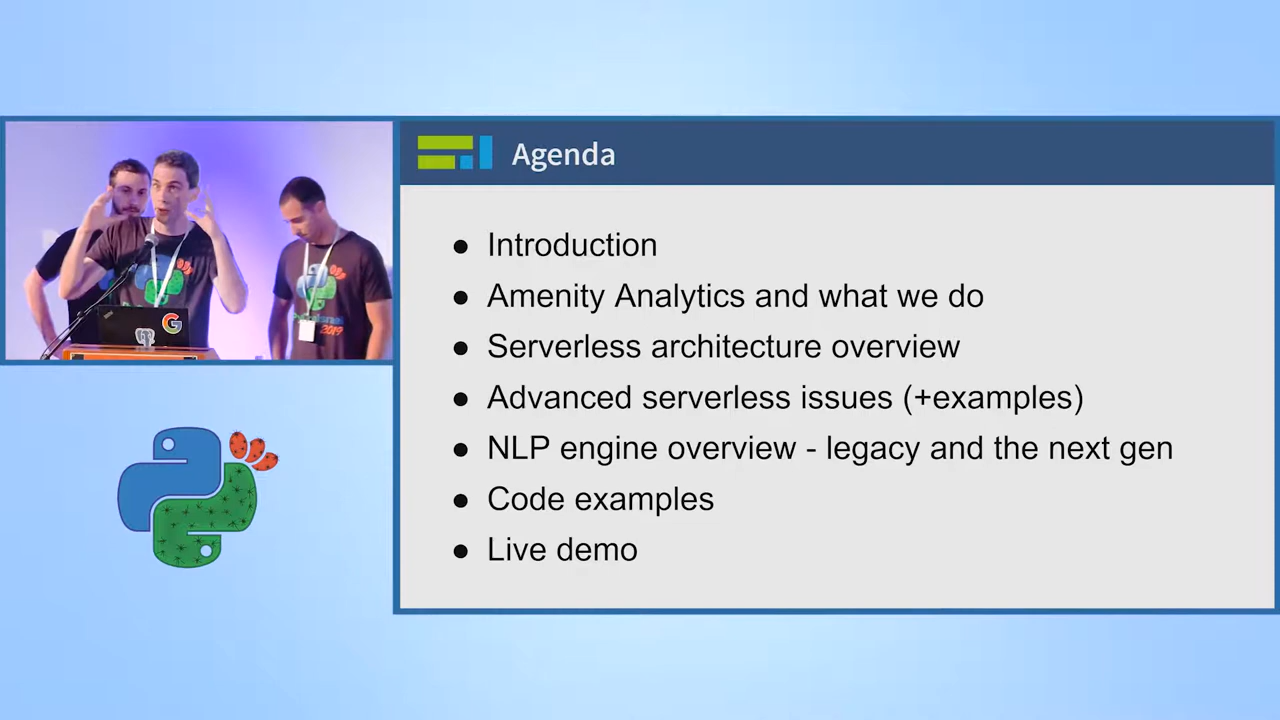 Agenda
● Introduction
● Amenity Analytics and what we do
● Serverless architecture overview
● Advanced serverless issues (+examples)
● NLP engine overview - legacy and the next gen
● Code examples
● Live demo
2019